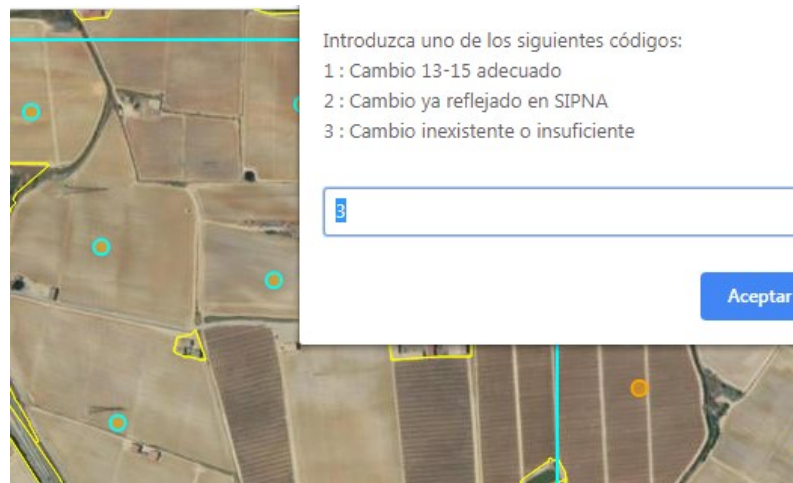 Introduzca uno de los siguientes códigos:
1 : Cambio 13-15 adecuado
2 : Cambio ya reflejado en SIPNA
3 : Cambio inexistente o insuficiente
3
Aceptar